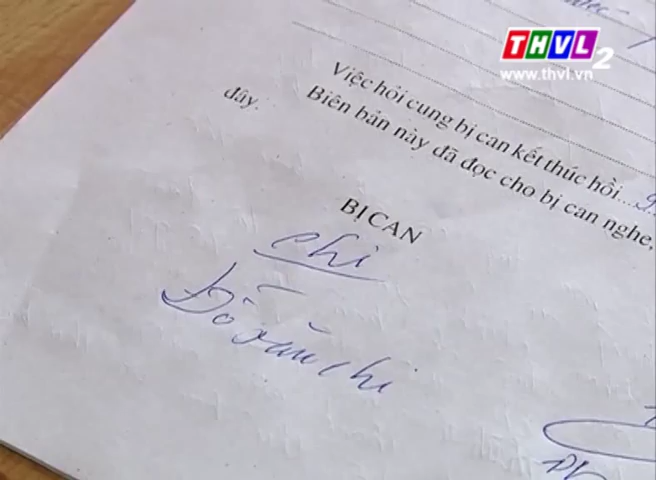 THVL2
www.thvl.vn
Việc hỏi cung bị can kết thúc hồi....9
Biên bản này đã đọc cho bị can nghe,
đây.
BỊ CAN
chi
Đỗ Văn Chi